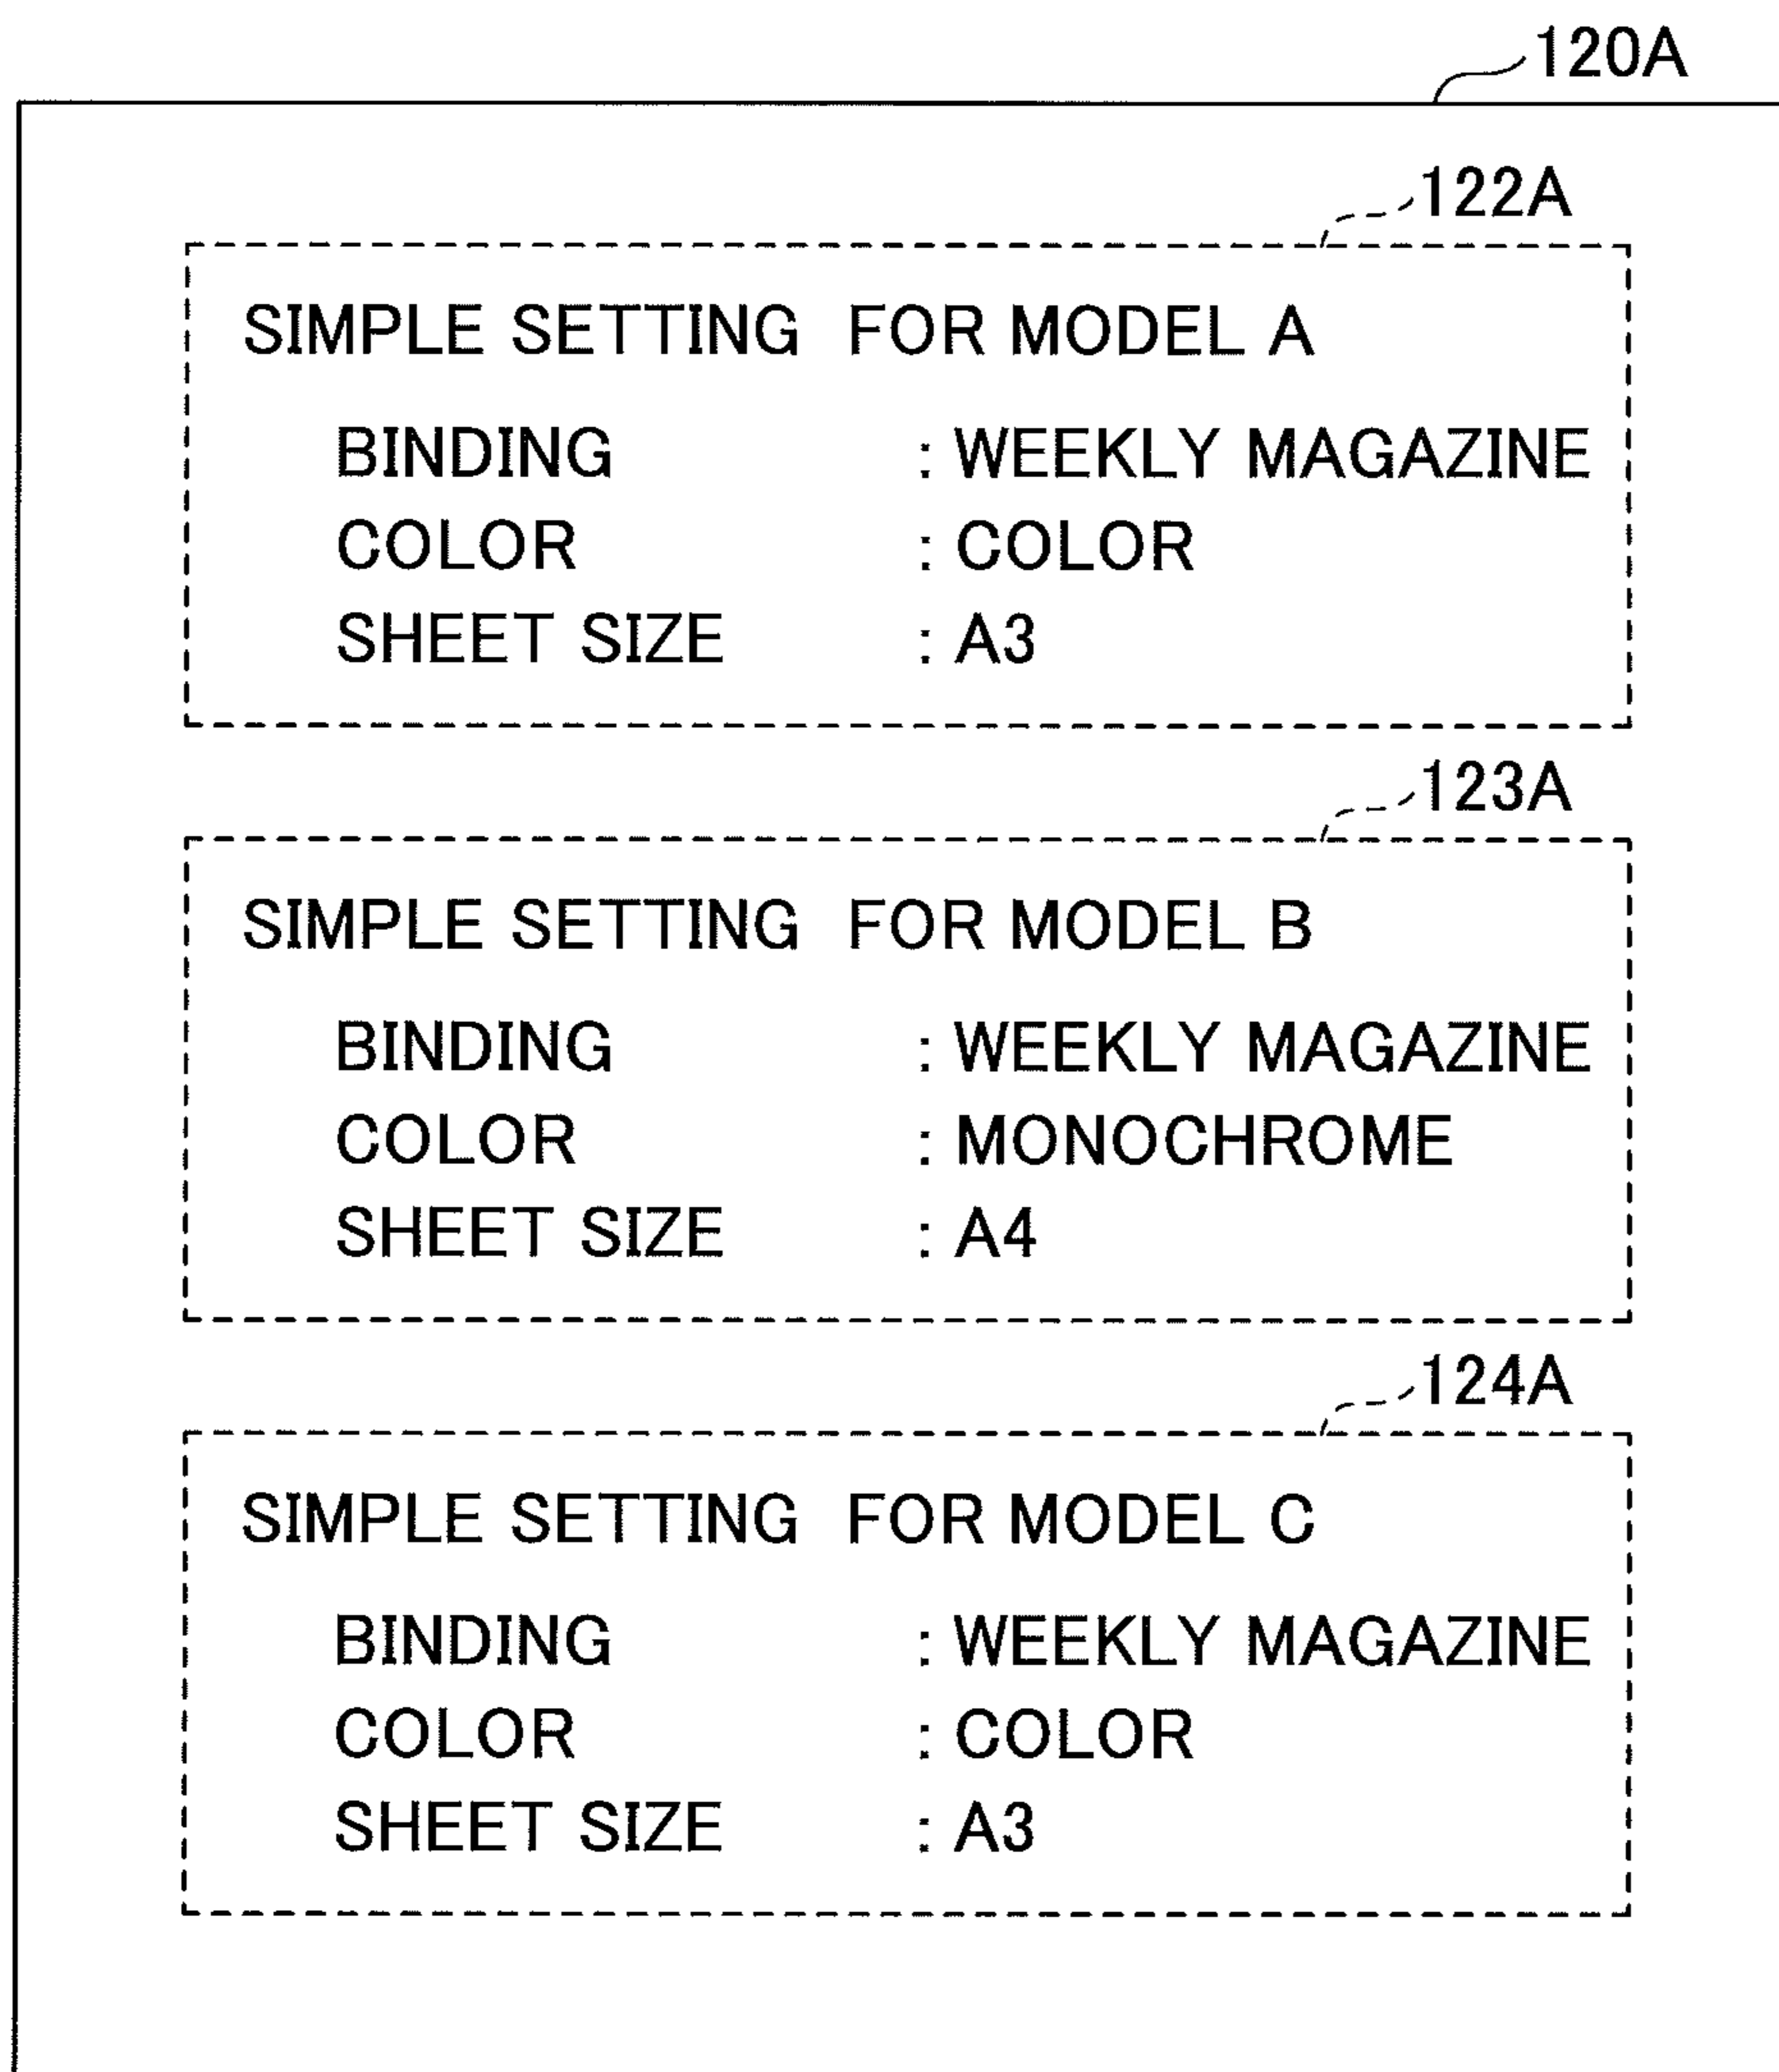 120A
122A
SIMPLE SETTING FOR MODEL A
BINDING : WEEKLY MAGAZINE
COLOR : COLOR
SHEET SIZE : A3
123A
SIMPLE SETTING FOR MODEL B
BINDING : WEEKLY MAGAZINE
COLOR : MONOCHROME
SHEET SIZE : A4
124A
SIMPLE SETTING FOR MODEL C
BINDING : WEEKLY MAGAZINE
COLOR : COLOR
SHEET SIZE : A3